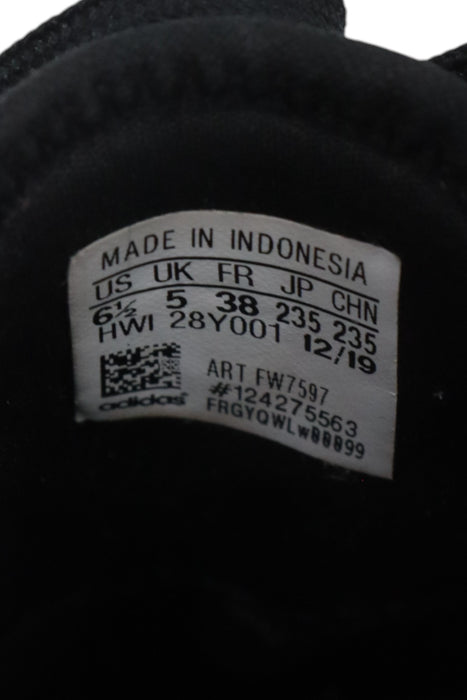 MADE IN INDONESIA
US UK FR JP CHN
6½ 5 38 235 235
HWI 28Y001 12/19
ART FW7597
#124275563
adidas